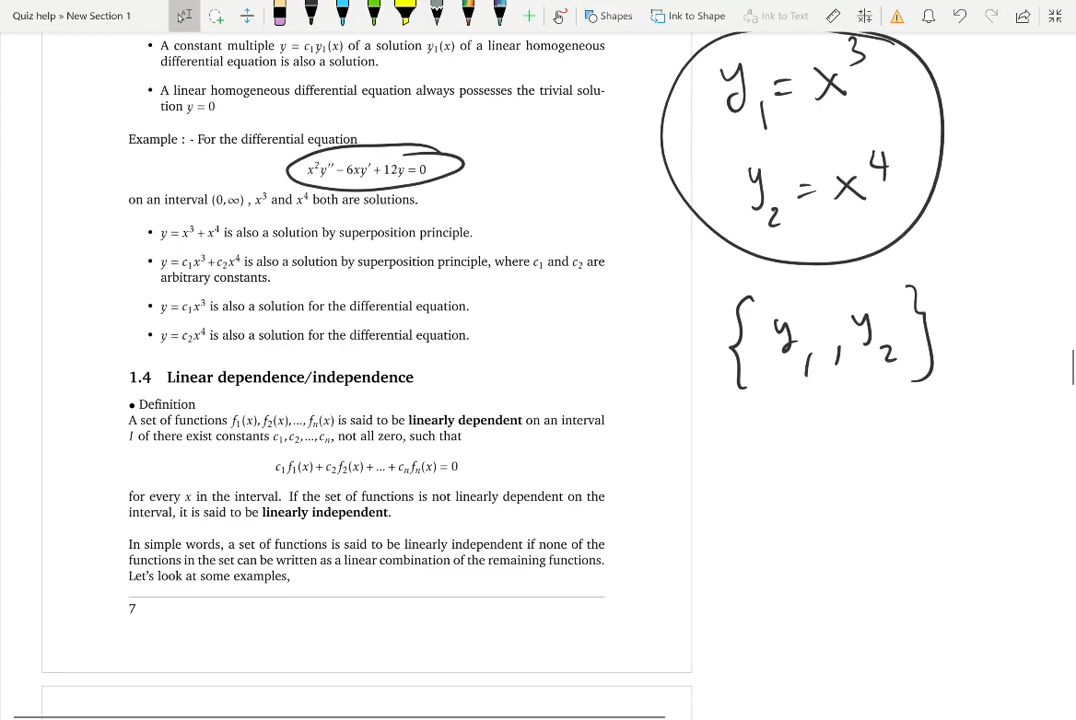 Quiz help » New Section 1
Shapes
Ink to Shape
Ink to Text
• A constant multiple y = c₁y₁(x) of a solution y₁(x) of a linear homogeneous
differential equation is also a solution.
• A linear homogeneous differential equation always possesses the trivial solu-
tion y = 0
Example : - For the differential equation
x²y″ − 6xy′ + 12y = 0
on an interval (0,∞) , x³ and x⁴ both are solutions.
• y = x³ + x⁴ is also a solution by superposition principle.
• y = c₁x³ + c₂x⁴ is also a solution by superposition principle, where c₁ and c₂ are
arbitrary constants.
• y = c₁x³ is also a solution for the differential equation.
• y = c₂x⁴ is also a solution for the differential equation.
1.4 Linear dependence/independence
• Definition
A set of functions f₁(x), f₂(x),..., fₙ(x) is said to be linearly dependent on an interval
I of there exist constants c₁,c₂,...,cₙ, not all zero, such that
c₁f₁(x) + c₂f₂(x) + ... + cₙfₙ(x) = 0
for every x in the interval. If the set of functions is not linearly dependent on the
interval, it is said to be linearly independent.
In simple words, a set of functions is said to be linearly independent if none of the
functions in the set can be written as a linear combination of the remaining functions.
Let's look at some examples,
7
y₁ = x³
y₂ = x⁴
{ y₁ , y₂ }